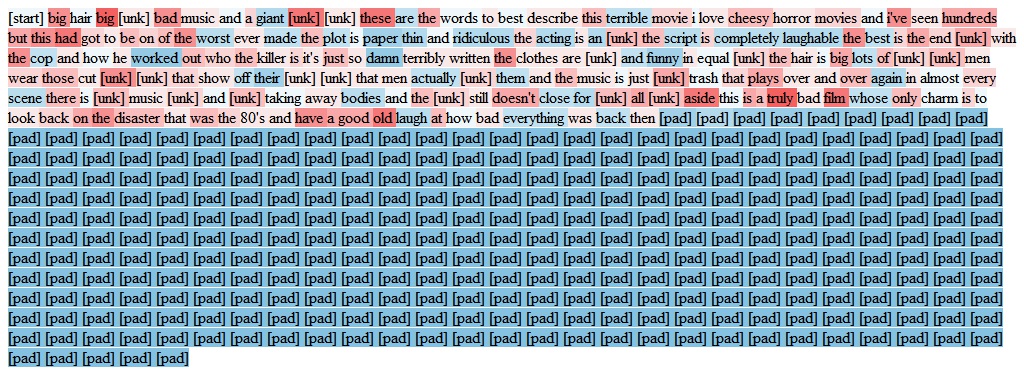 [start] big hair big [unk] bad music and a giant [unk] [unk] these are the words to best describe this terrible movie i love cheesy horror movies and i've seen hundreds
but this had got to be on of the worst ever made the plot is paper thin and ridiculous the acting is an [unk] the script is completely laughable the best is the end [unk] with
the cop and how he worked out who the killer is it's just so damn terribly written the clothes are [unk] and funny in equal [unk] the hair is big lots of [unk] [unk] men
wear those cut [unk] [unk] that show off their [unk] [unk] that men actually [unk] them and the music is just [unk] trash that plays over and over again in almost every
scene there is [unk] music [unk] and [unk] taking away bodies and the [unk] still doesn't close for [unk] all [unk] aside this is a truly bad film whose only charm is to
look back on the disaster that was the 80's and have a good old laugh at how bad everything was back then [pad] [pad] [pad] [pad] [pad] [pad] [pad] [pad] [pad]
[pad] [pad] [pad] [pad] [pad] [pad] [pad] [pad] [pad] [pad] [pad] [pad] [pad] [pad] [pad] [pad] [pad] [pad] [pad] [pad] [pad] [pad] [pad] [pad] [pad] [pad] [pad]
[pad] [pad] [pad] [pad] [pad] [pad] [pad] [pad] [pad] [pad] [pad] [pad] [pad] [pad] [pad] [pad] [pad] [pad] [pad] [pad] [pad] [pad] [pad] [pad] [pad] [pad] [pad]
[pad] [pad] [pad] [pad] [pad] [pad] [pad] [pad] [pad] [pad] [pad] [pad] [pad] [pad] [pad] [pad] [pad] [pad] [pad] [pad] [pad] [pad] [pad] [pad] [pad] [pad] [pad]
[pad] [pad] [pad] [pad] [pad] [pad] [pad] [pad] [pad] [pad] [pad] [pad] [pad] [pad] [pad] [pad] [pad] [pad] [pad] [pad] [pad] [pad] [pad] [pad] [pad] [pad] [pad]
[pad] [pad] [pad] [pad] [pad] [pad] [pad] [pad] [pad] [pad] [pad] [pad] [pad] [pad] [pad] [pad] [pad] [pad] [pad] [pad] [pad] [pad] [pad] [pad] [pad] [pad] [pad]
[pad] [pad] [pad] [pad] [pad] [pad] [pad] [pad] [pad] [pad] [pad] [pad] [pad] [pad] [pad] [pad] [pad] [pad] [pad] [pad] [pad] [pad] [pad] [pad] [pad] [pad] [pad]
[pad] [pad] [pad] [pad] [pad] [pad] [pad] [pad] [pad] [pad] [pad] [pad] [pad] [pad] [pad] [pad] [pad] [pad] [pad] [pad] [pad] [pad] [pad] [pad] [pad] [pad] [pad]
[pad] [pad] [pad] [pad] [pad] [pad] [pad] [pad] [pad] [pad] [pad] [pad] [pad] [pad] [pad] [pad] [pad] [pad] [pad] [pad] [pad] [pad] [pad] [pad] [pad] [pad] [pad]
[pad] [pad] [pad] [pad] [pad] [pad] [pad] [pad] [pad] [pad] [pad] [pad] [pad] [pad] [pad] [pad] [pad] [pad] [pad] [pad] [pad] [pad] [pad] [pad] [pad] [pad] [pad]
[pad] [pad] [pad] [pad] [pad] [pad] [pad] [pad] [pad] [pad] [pad] [pad] [pad] [pad] [pad] [pad] [pad] [pad] [pad] [pad] [pad] [pad] [pad] [pad] [pad] [pad] [pad]
[pad] [pad] [pad] [pad] [pad] [pad] [pad] [pad] [pad] [pad] [pad] [pad] [pad] [pad] [pad] [pad] [pad] [pad] [pad] [pad] [pad] [pad] [pad] [pad] [pad] [pad] [pad]
[pad] [pad] [pad] [pad] [pad]